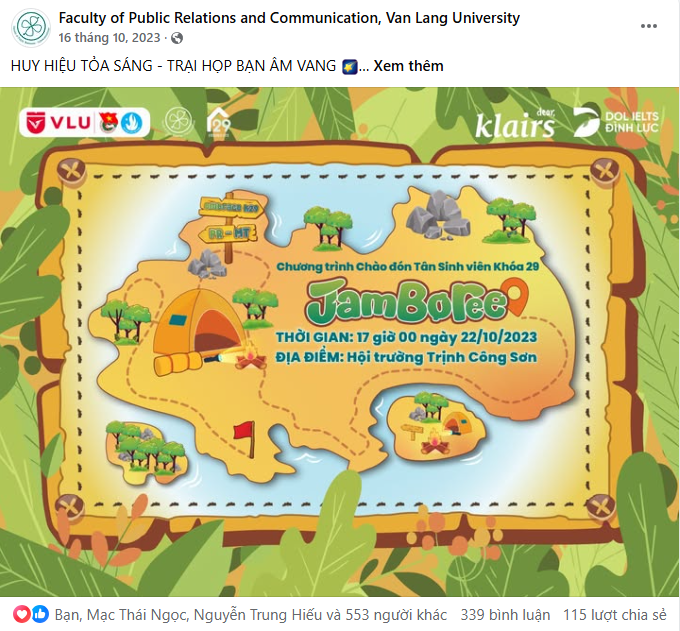 Faculty of Public Relations and Communication, Van Lang University
16 tháng 10, 2023 ·
HUY HIỆU TỎA SÁNG - TRẠI HỌP BẠN ÂM VANG 🌠... Xem thêm
VLU
29
dear,
klairs
DOL IELTS
ĐÌNH LỰC
PR - MT
Chương trình Chào đón Tân Sinh viên Khóa 29
JamBoree
THỜI GIAN: 17 giờ 00 ngày 22/10/2023
ĐỊA ĐIỂM: Hội trường Trịnh Công Sơn
Bạn, Mạc Thái Ngọc, Nguyễn Trung Hiếu và 553 người khác
339 bình luận
115 lượt chia sẻ